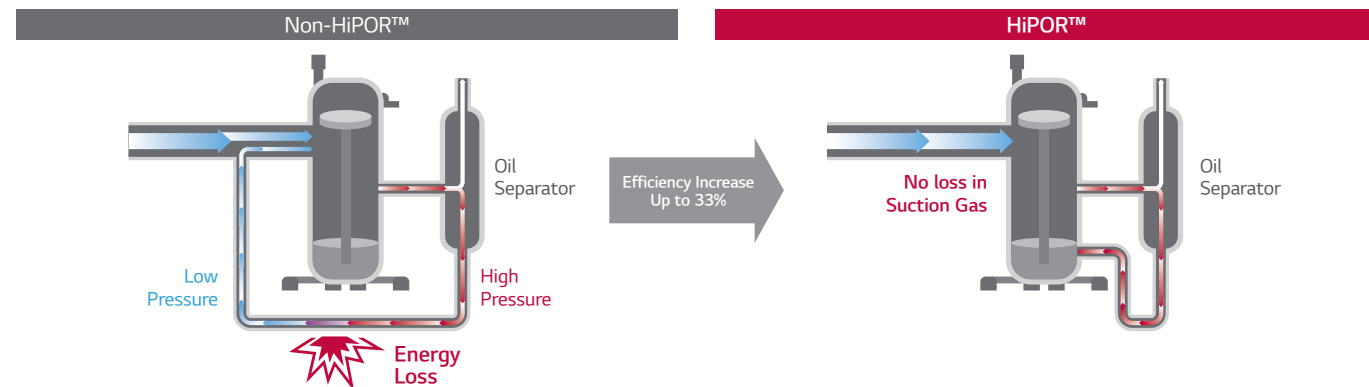 Non-HiPOR™
HiPOR™
Oil
Separator
Low
Pressure
High
Pressure
Energy
Loss
Efficiency Increase
Up to 33%
No loss in
Suction Gas
Oil
Separator